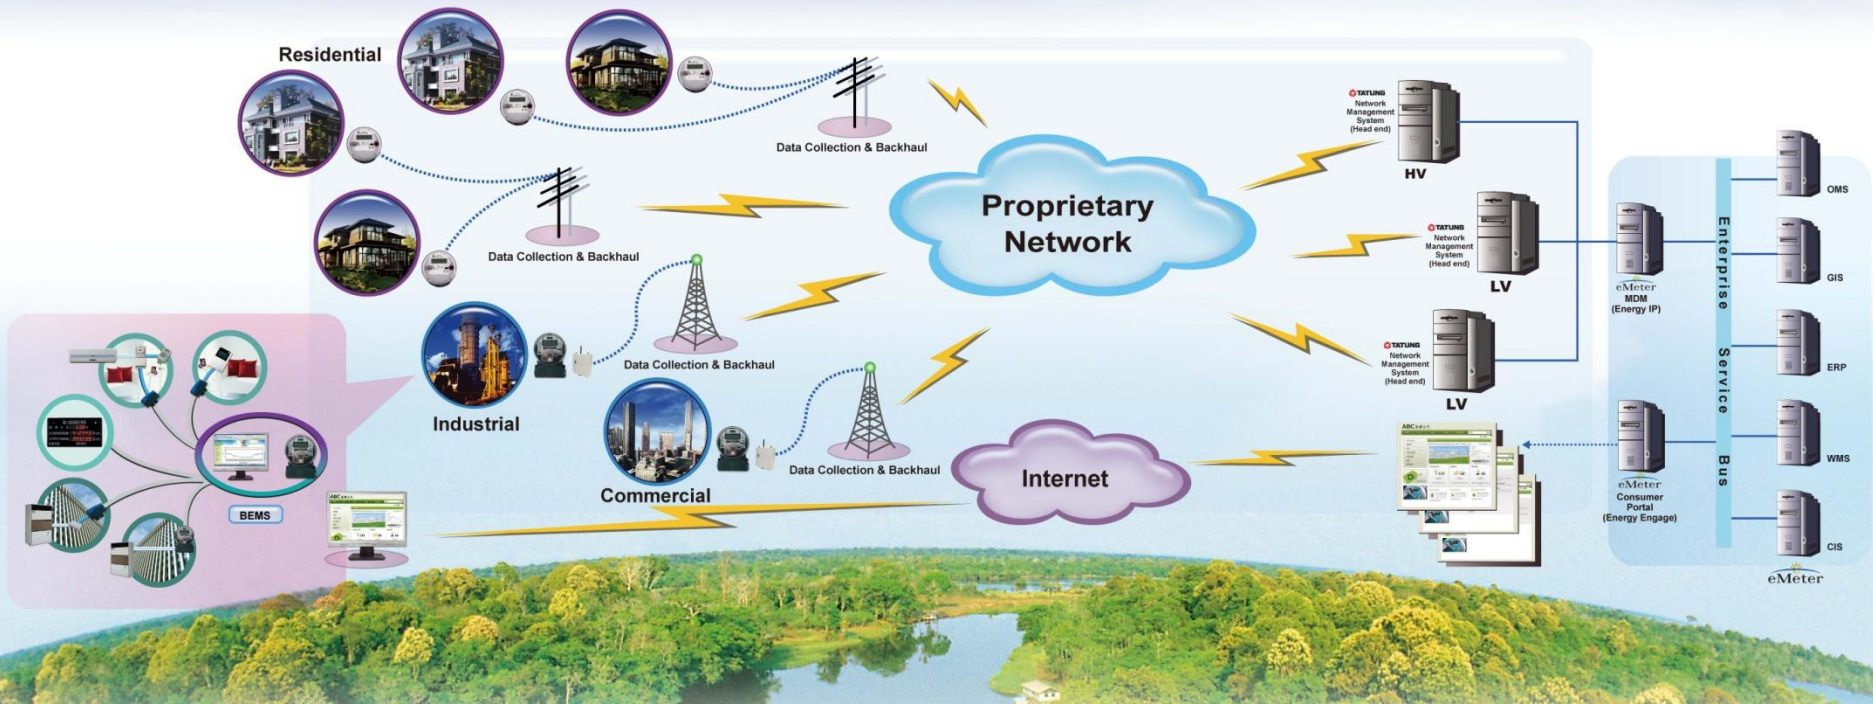 Residential
Data Collection & Backhaul
Data Collection & Backhaul
Proprietary
Network
TATUNG
Network
Management
System
(Head end)
HV
TATUNG
Network
Management
System
(Head end)
LV
TATUNG
Network
Management
System
(Head end)
LV
Data Collection & Backhaul
Industrial
Data Collection & Backhaul
Commercial
Internet
BEMS
ABC
ABC
eMeter
MDM
(Energy IP)
eMeter
Consumer
Portal
(Energy Engage)
Enterprise Service Bus
OMS
GIS
ERP
WMS
CIS
eMeter